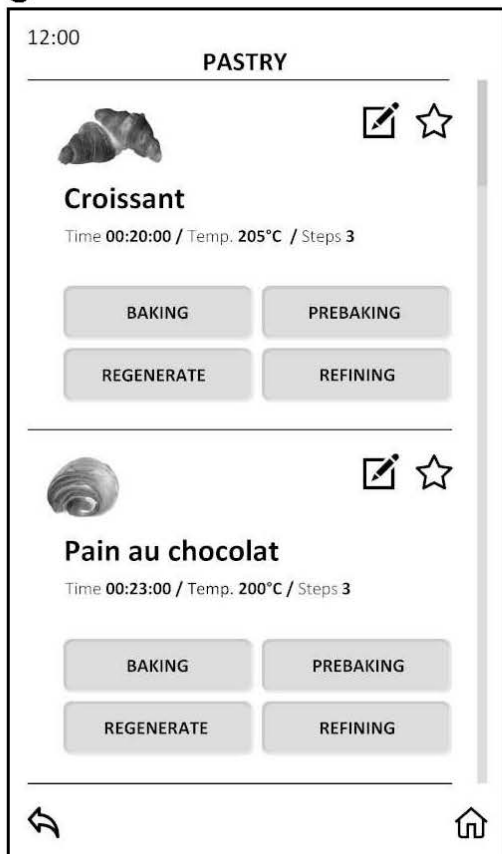 12:00
PASTRY
Croissant
Time 00:20:00 / Temp. 205°C / Steps 3
BAKING PREBAKING
REGENERATE REFINING
Pain au chocolat
Time 00:23:00 / Temp. 200°C / Steps 3
BAKING PREBAKING
REGENERATE REFINING